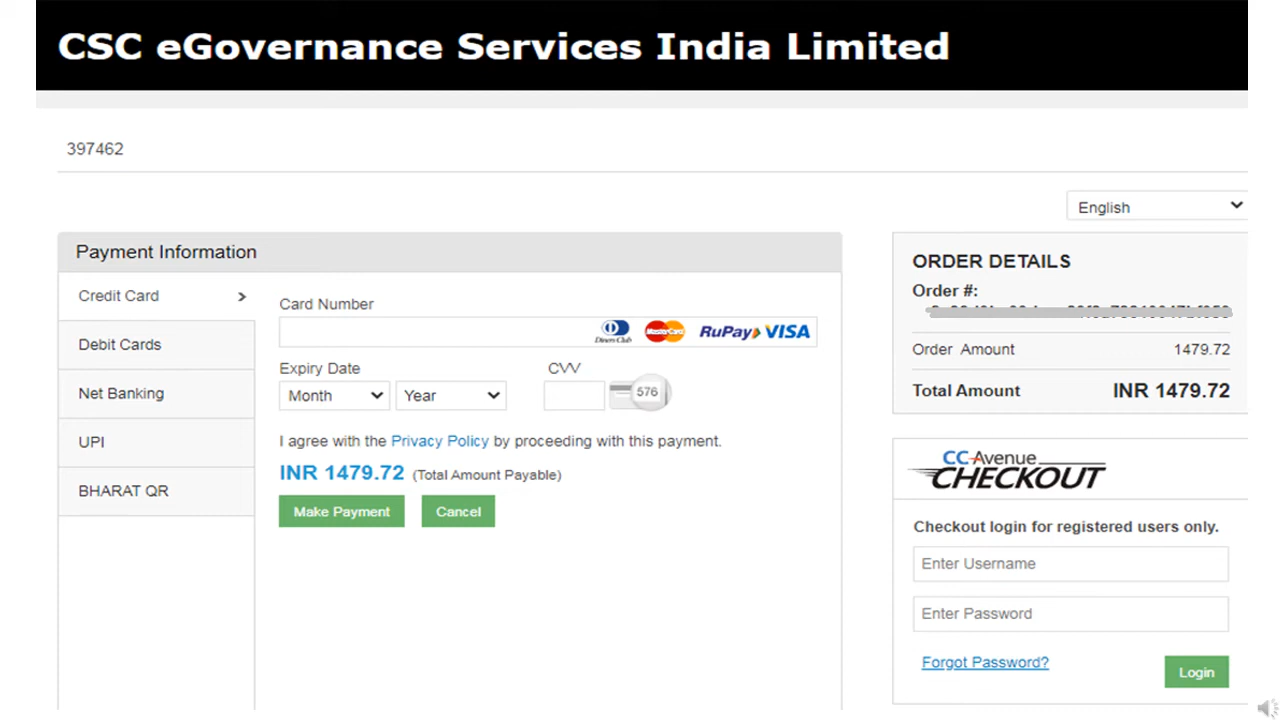 CSC eGovernance Services India Limited
397462
English
Payment Information
Credit Card
Debit Cards
Net Banking
UPI
BHARAT QR
Card Number
Diners Club
MasterCard
RuPay
VISA
Expiry Date
CVV
Month
Year
576
I agree with the Privacy Policy by proceeding with this payment.
INR 1479.72 (Total Amount Payable)
Make Payment
Cancel
ORDER DETAILS
Order #:
Order Amount 1479.72
Total Amount INR 1479.72
CCAvenue
CHECKOUT
Checkout login for registered users only.
Enter Username
Enter Password
Forgot Password?
Login